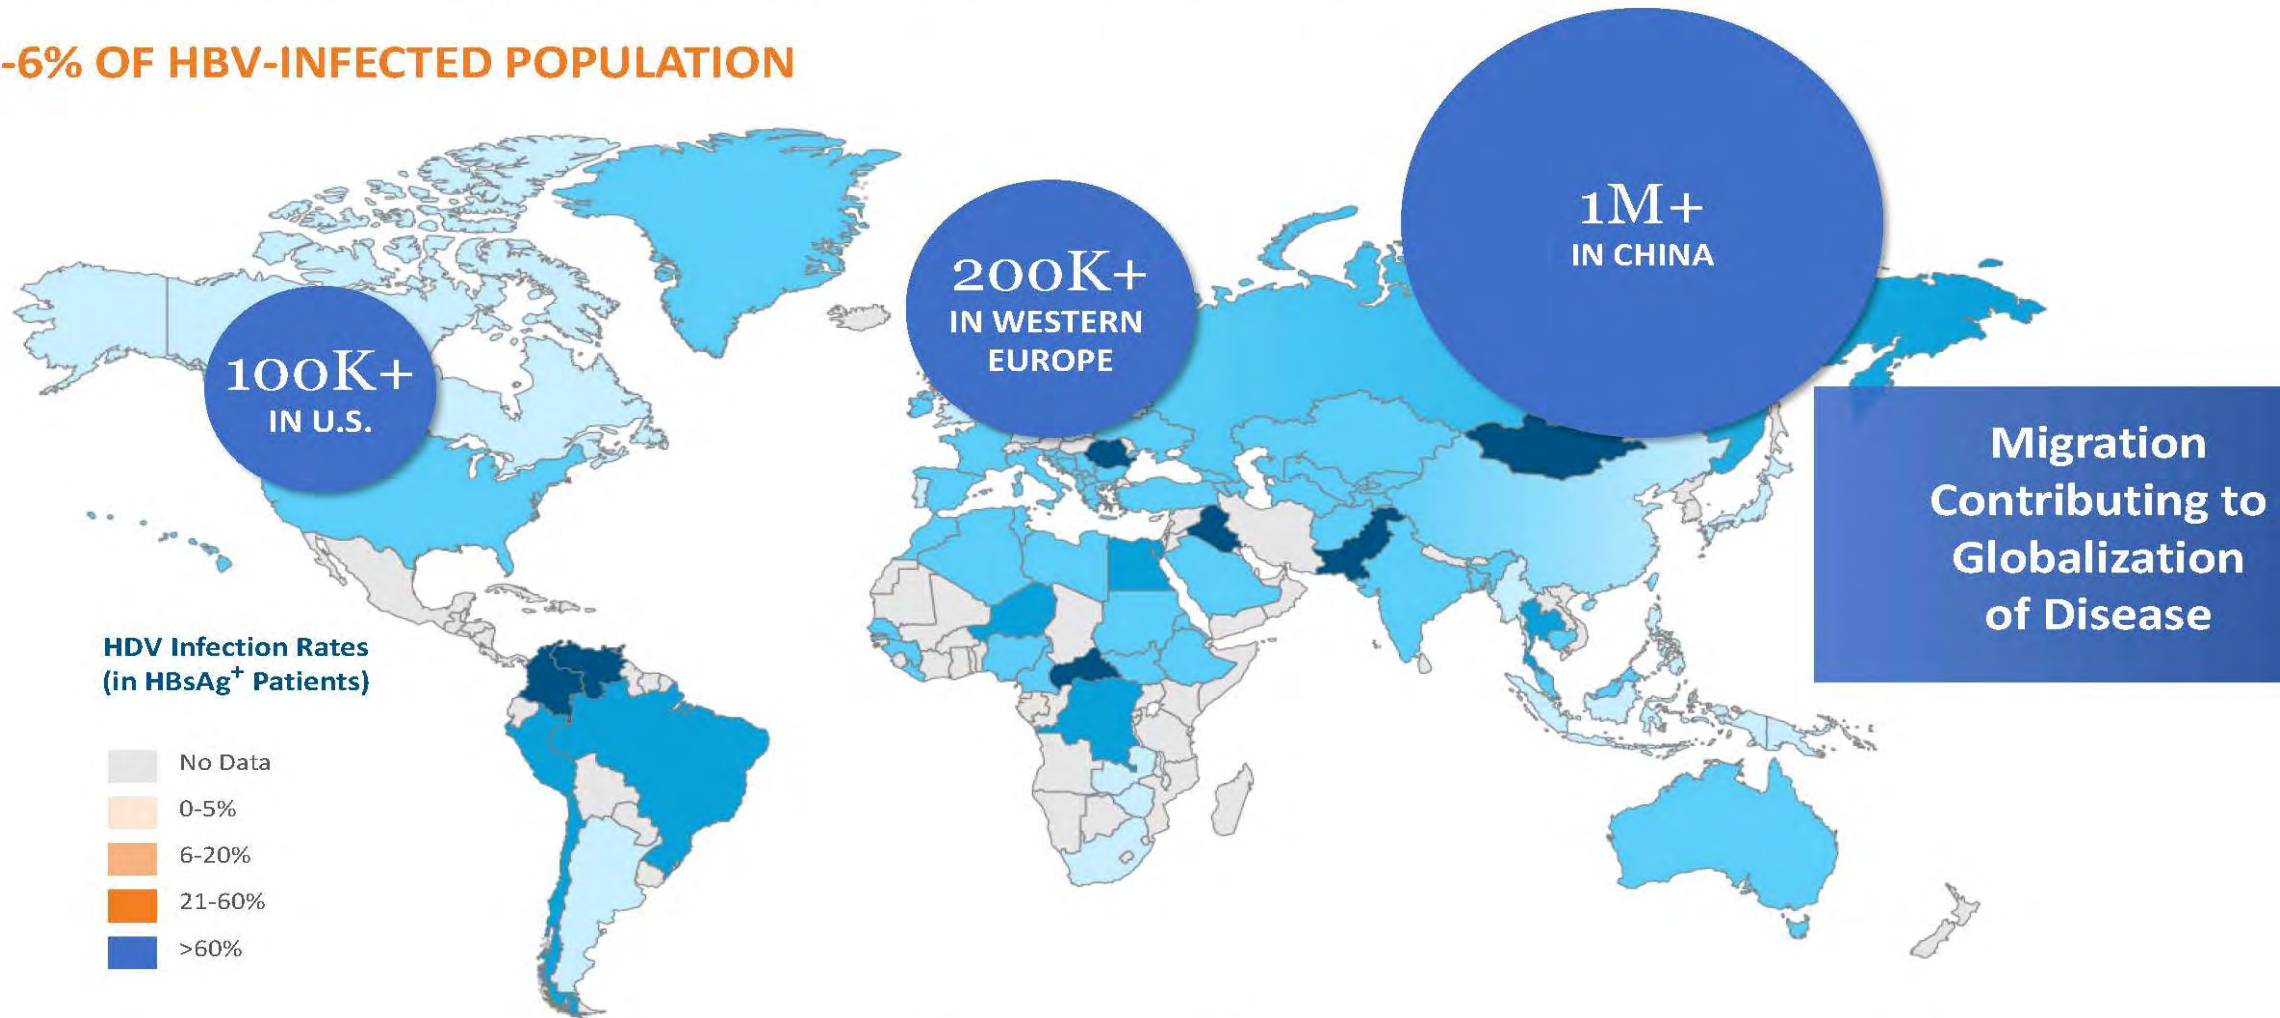 -6% OF HBV-INFECTED POPULATION
1M+
IN CHINA
200K+
IN WESTERN
EUROPE
100K+
IN U.S.
Migration
Contributing to
Globalization
of Disease
HDV Infection Rates
(in HBsAg⁺ Patients)
No Data
0-5%
6-20%
21-60%
>60%